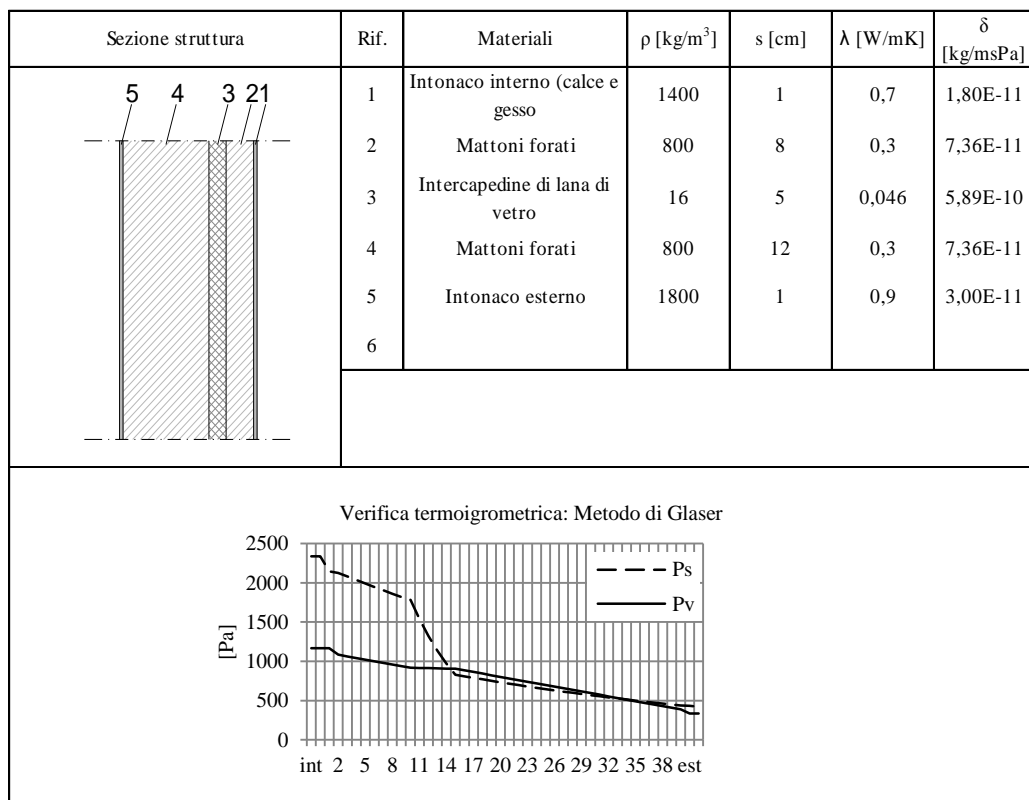 Sezione struttura Rif. Materiali ρ [kg/m³] s [cm] λ [W/mK] δ [kg/msPa]
5 4 3 2 1
1 Intonaco interno (calce e gesso 1400 1 0,7 1,80E-11
2 Mattoni forati 800 8 0,3 7,36E-11
3 Intercapedine di lana di vetro 16 5 0,046 5,89E-10
4 Mattoni forati 800 12 0,3 7,36E-11
5 Intonaco esterno 1800 1 0,9 3,00E-11
6
Verifica termoigrometrica: Metodo di Glaser
[Pa]
2500
2000
1500
1000
500
0
Ps
Pv
int 2 5 8 11 14 17 20 23 26 29 32 35 38 est